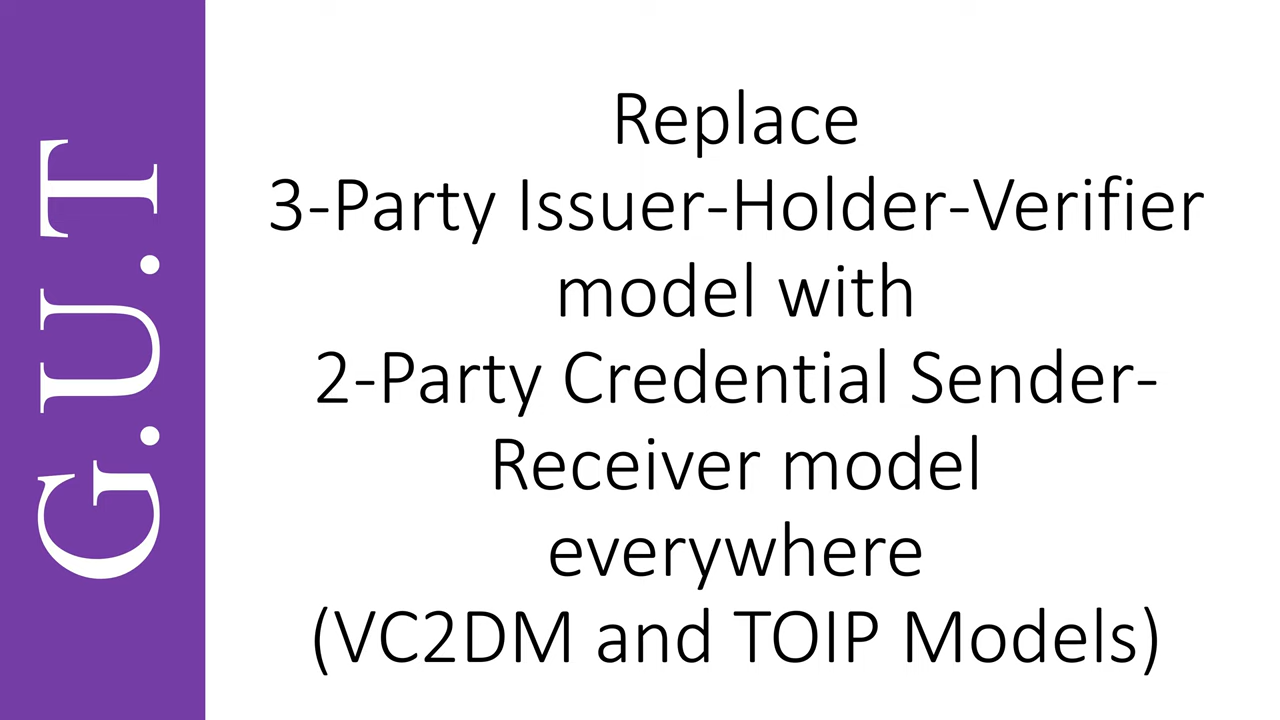 G.U.T
Replace
3-Party Issuer-Holder-Verifier
model with
2-Party Credential Sender-
Receiver model
everywhere
(VC2DM and TOIP Models)